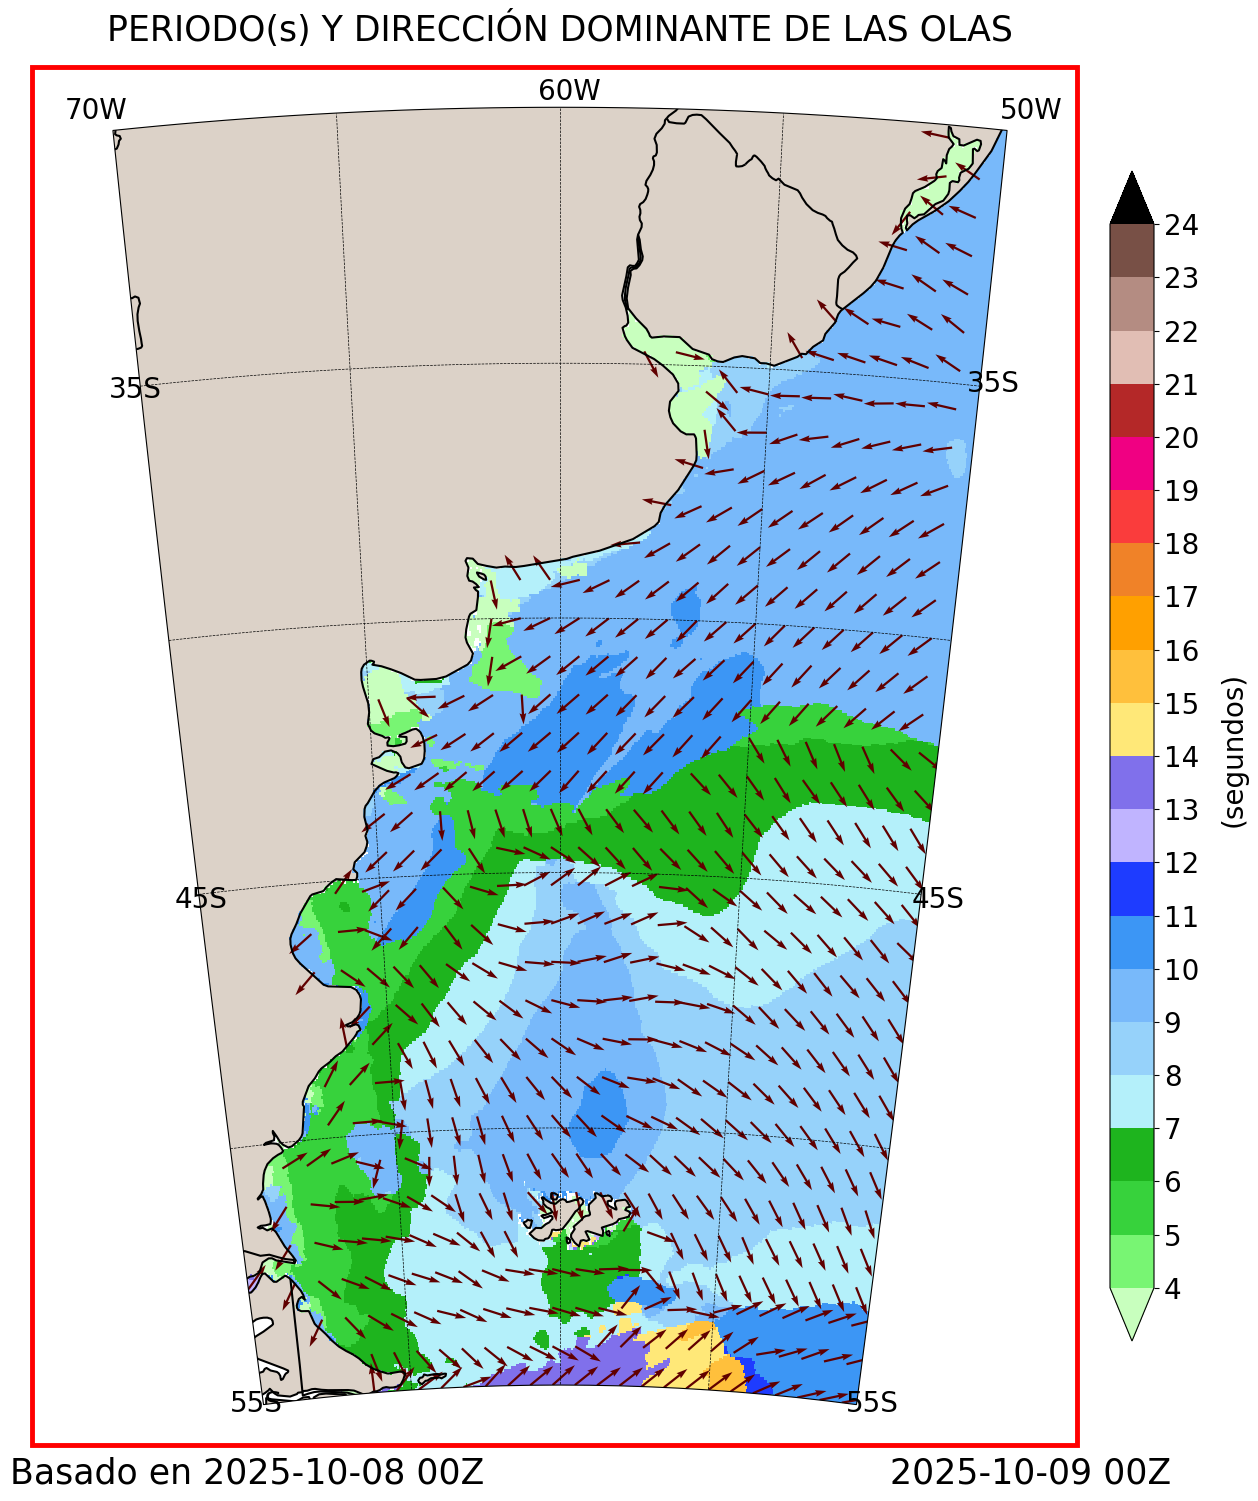 PERIODO(s) Y DIRECCIÓN DOMINANTE DE LAS OLAS
70W
60W
50W
35S
35S
45S
45S
55S
55S
24
23
22
21
20
19
18
17
16
15
14
13
12
11
10
9
8
7
6
5
4
(segundos)
Basado en 2025-10-08 00Z
2025-10-09 00Z